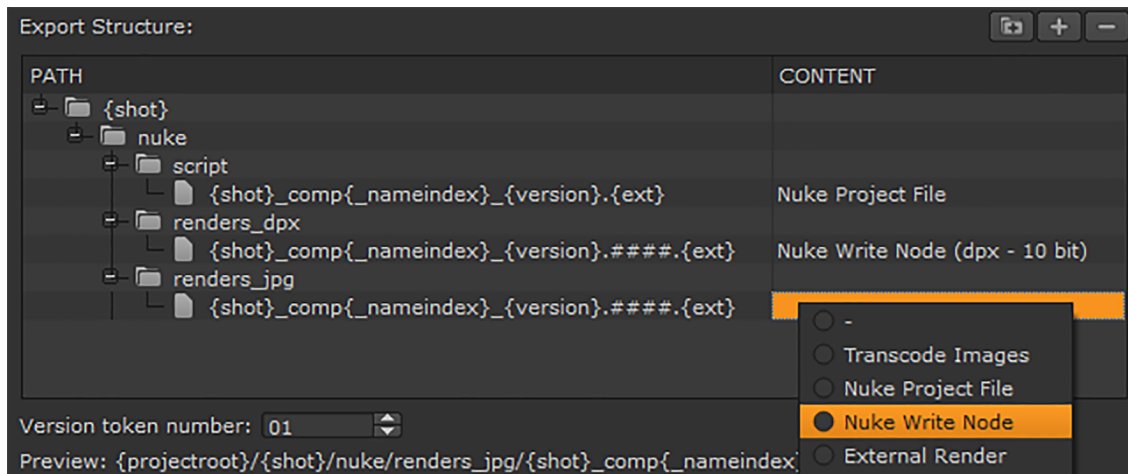 Export Structure:
PATH CONTENT
{shot}
nuke
script
{shot}_comp{_nameindex}_{version}.{ext} Nuke Project File
renders_dpx
{shot}_comp{_nameindex}_{version}.####.{ext} Nuke Write Node (dpx - 10 bit)
renders_jpg
{shot}_comp{_nameindex}_{version}.####.{ext}
-
Transcode Images
Nuke Project File
Nuke Write Node
External Render
Version token number: 01
Preview: {projectroot}/{shot}/nuke/renders_jpg/{shot}_comp{_nameindex